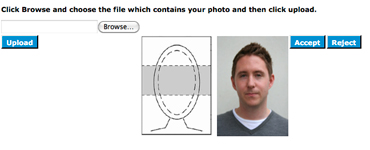 Click Browse and choose the file which contains your photo and then click upload.
Browse...
Upload
Accept Reject